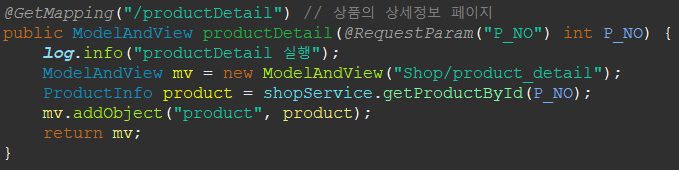 @GetMapping("/productDetail") // 상품의 상세정보 페이지
public ModelAndView productDetail(@RequestParam("P_NO") int P_NO) {
log.info("productDetail 실행");
ModelAndView mv = new ModelAndView("Shop/product_detail");
ProductInfo product = shopService.getProductById(P_NO);
mv.addObject("product", product);
return mv;
}